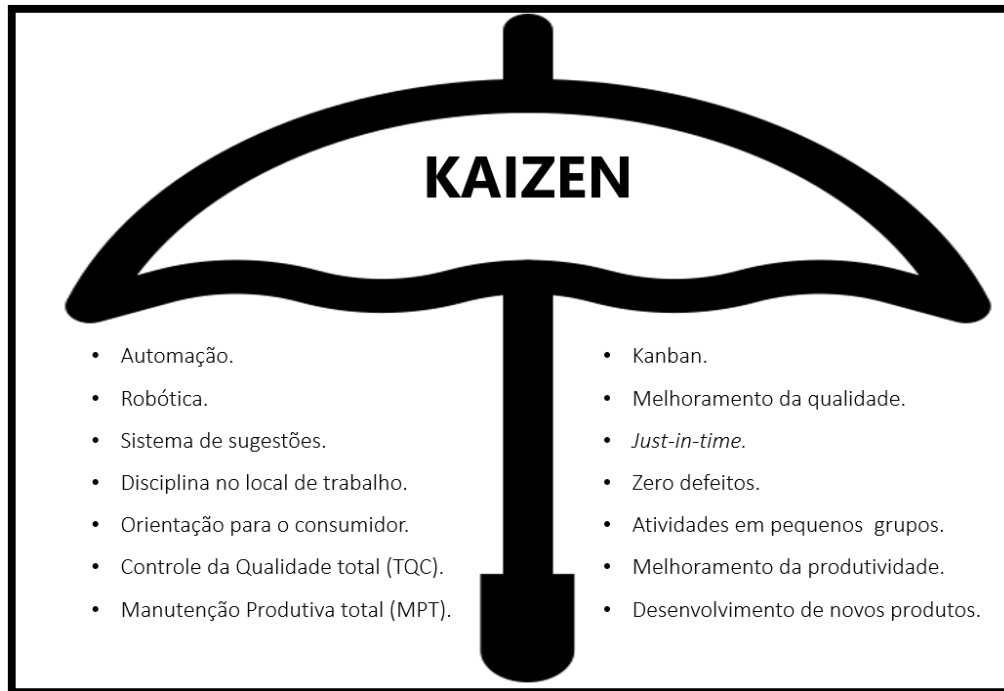 KAIZEN
• Automação.
• Robótica.
• Sistema de sugestões.
• Disciplina no local de trabalho.
• Orientação para o consumidor.
• Controle da Qualidade total (TQC).
• Manutenção Produtiva total (MPT).
• Kanban.
• Melhoramento da qualidade.
• Just-in-time.
• Zero defeitos.
• Atividades em pequenos grupos.
• Melhoramento da produtividade.
• Desenvolvimento de novos produtos.